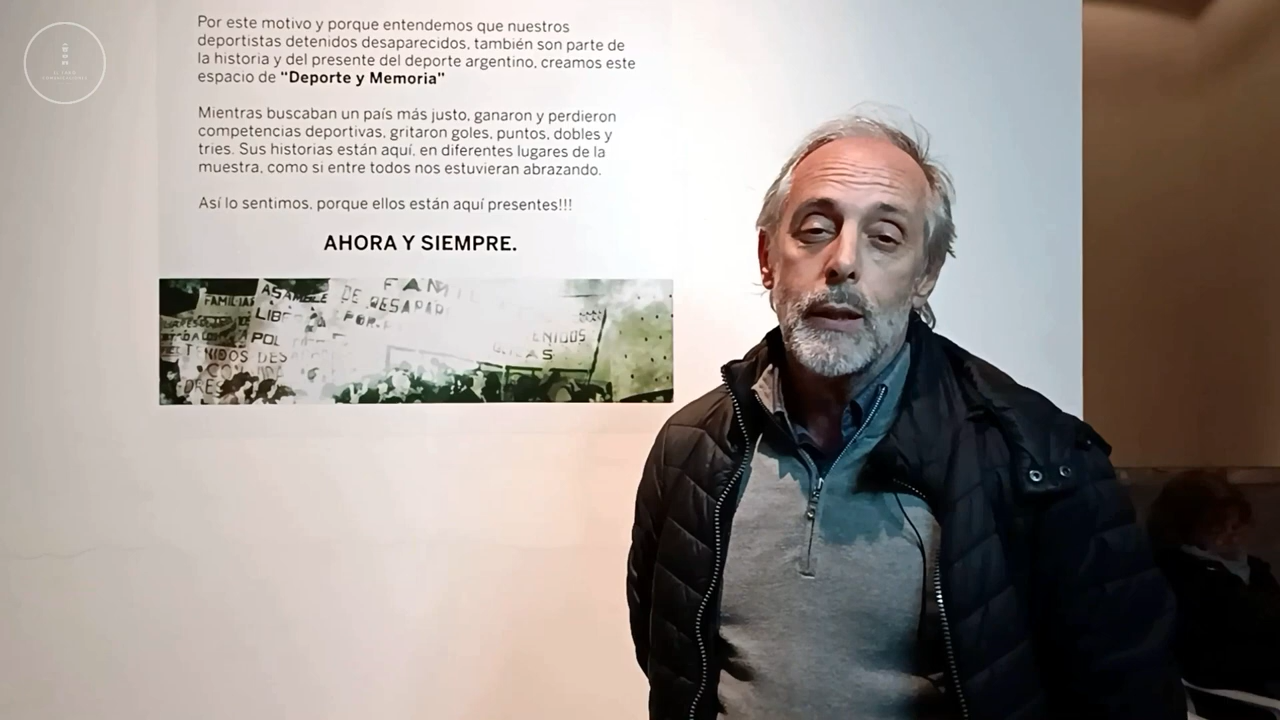 Por este motivo y porque entendemos que nuestros
deportistas detenidos desaparecidos, también son parte de
la historia y del presente del deporte argentino, creamos este
espacio de "Deporte y Memoria"
Mientras buscaban un país más justo, ganaron y perdieron
competencias deportivas, gritaron goles, puntos, dobles y
tries. Sus historias están aquí, en diferentes lugares de la
muestra, como si entre todos nos estuvieran abrazando.
Así lo sentimos, porque ellos están aquí presentes!!!
AHORA Y SIEMPRE.
FAMILIAS
ASAMBLE
DE DESAPAR
LIBE
POR
POL
ENIDOS
TENIDOS DES